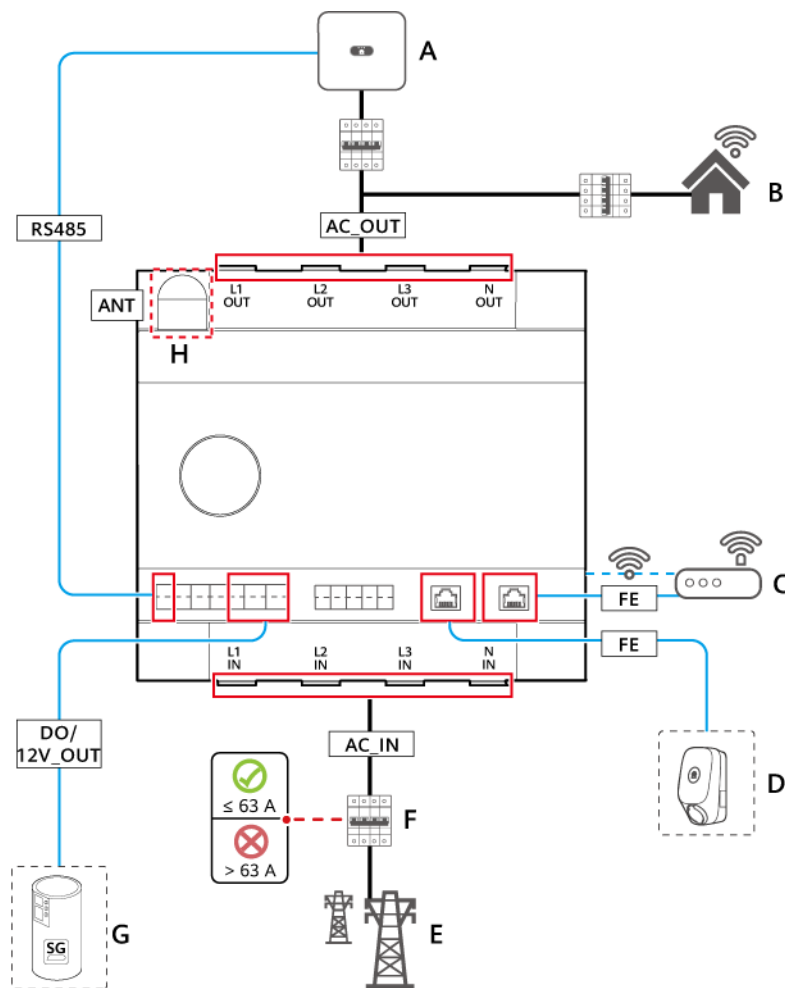 A
B
RS485
AC_OUT
ANT
L1 L2 L3 N
OUT OUT OUT OUT
H
C
FE
FE
L1 L2 L3 N
IN IN IN IN
DO/
12V_OUT
AC_IN
D
≤ 63 A
F
> 63 A
G
SG
E